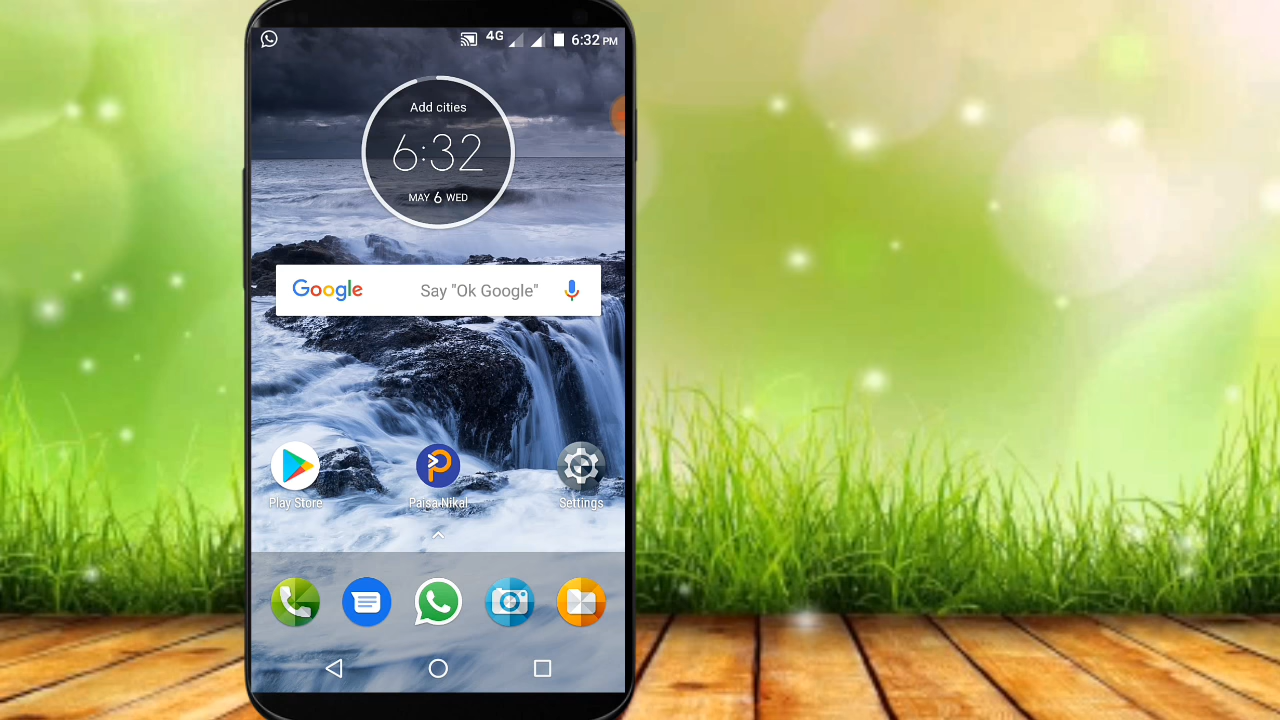 4G 6:32 PM
Add cities
6:32
MAY 6 WED
Google Say "Ok Google"
Play Store Paisa Nikal Settings